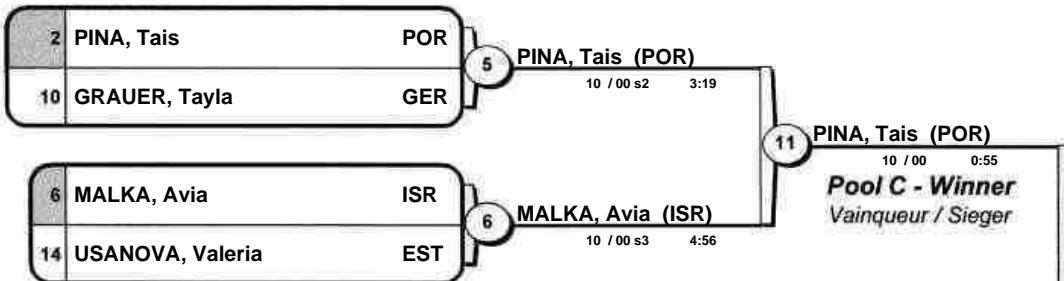 2 PINA, Tais POR
10 GRAUER, Tayla GER
5
PINA, Tais (POR)
10 / 00 s2 3:19
6 MALKA, Avia ISR
14 USANOVA, Valeria EST
6
MALKA, Avia (ISR)
10 / 00 s3 4:56
11
PINA, Tais (POR)
10 / 00 0:55
Pool C - Winner
Vainqueur / Sieger